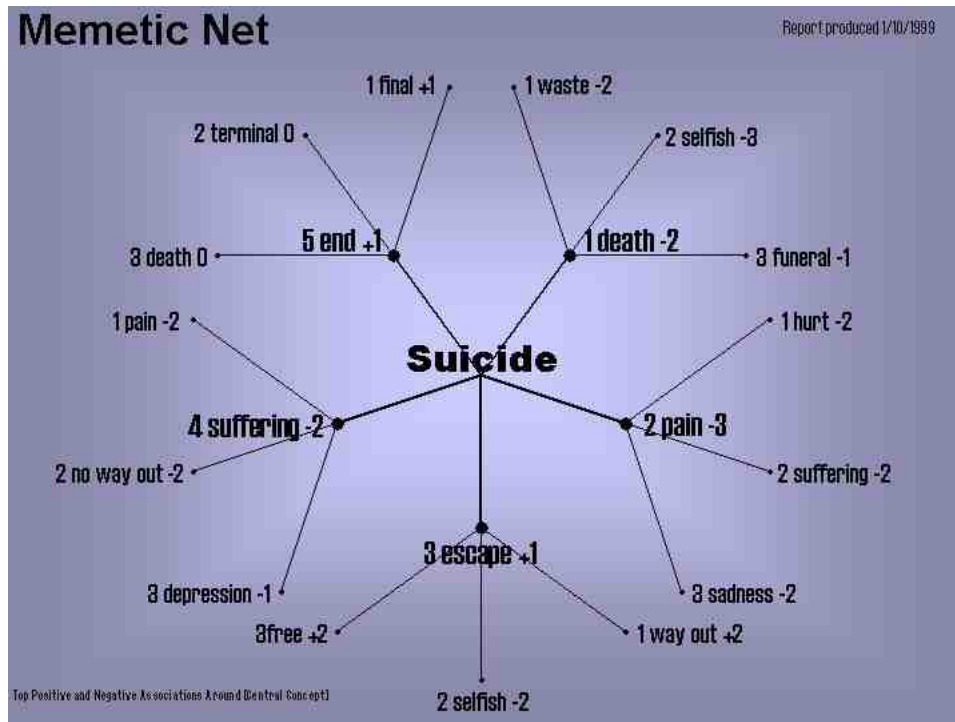 Memetic Net
Report produced 1/10/1999
1 final +1
1 waste -2
2 terminal 0
2 selfish -3
5 end +1
1 death -2
3 death 0
3 funeral -1
1 pain -2
1 hurt -2
Suicide
4 suffering -2
2 pain -3
2 no way out -2
2 suffering -2
3 escape +1
3 depression -1
3 sadness -2
3free +2
1 way out +2
2 selfish -2
Top Positive and Negative Associations Around [Central Concept]